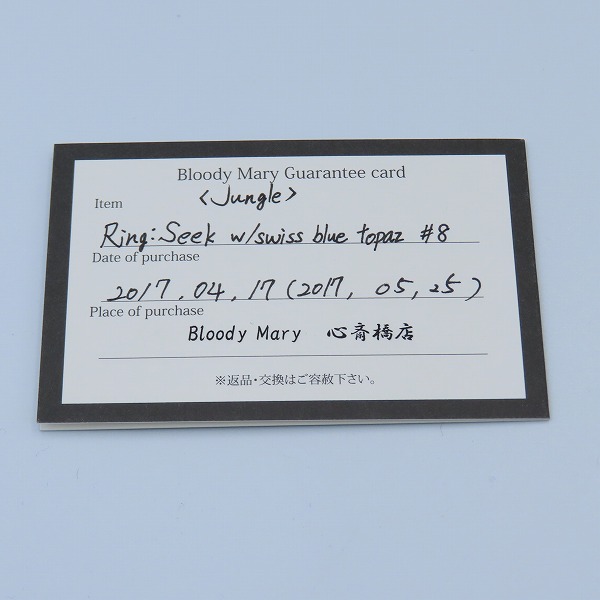 Bloody Mary Guarantee card
Item <Jungle>
Ring:Seek w/swiss blue topaz #8
Date of purchase
2017.04.17(2017, 05,25)
Place of purchase
Bloody Mary 心斎橋店
※返品・交換はご容赦下さい。